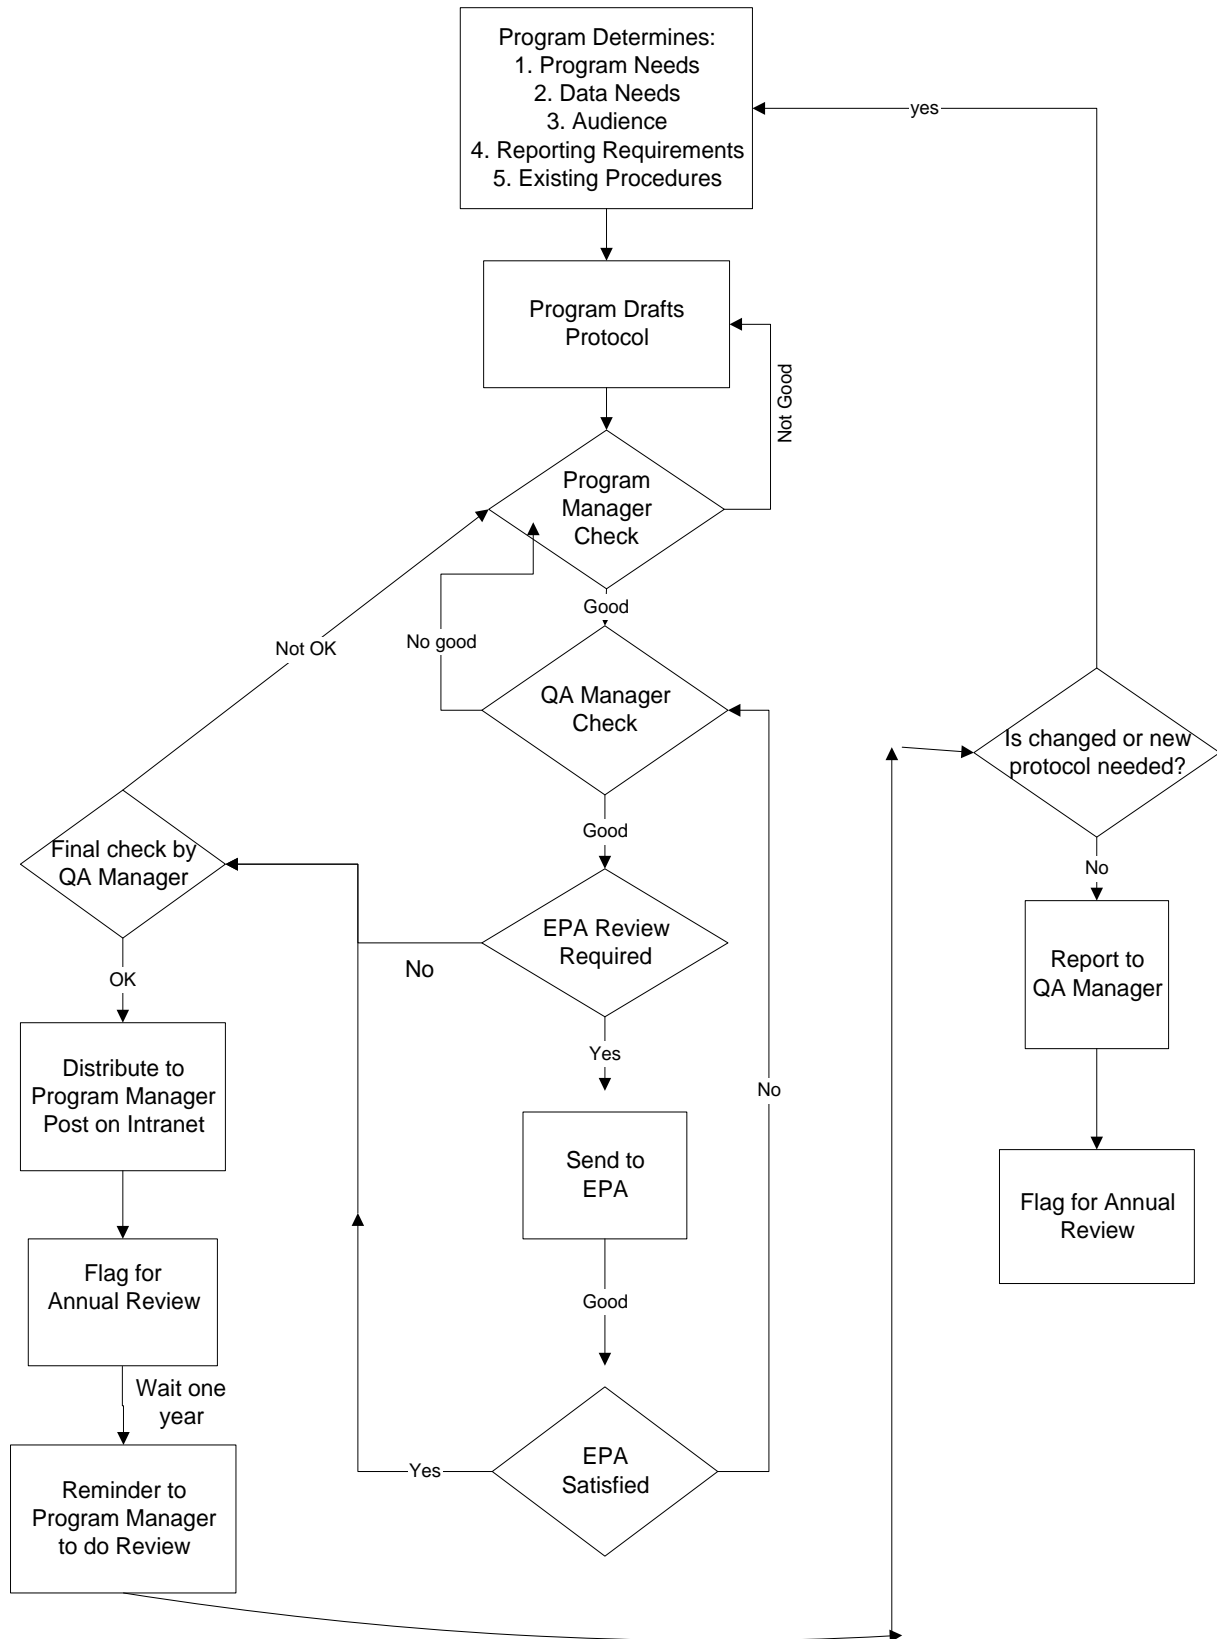 Program Determines:
1. Program Needs
2. Data Needs
3. Audience
4. Reporting Requirements
5. Existing Procedures
yes
Program Drafts
Protocol
Not Good
Program
Manager
Check
Good
Not OK
No good
QA Manager
Check
Is changed or new
protocol needed?
Good
Final check by
QA Manager
No
EPA Review
Required
No
Report to
QA Manager
OK
Yes
Distribute to
Program Manager
Post on Intranet
No
Send to
EPA
Flag for Annual
Review
Flag for
Annual Review
Good
Wait one
year
EPA
Satisfied
Yes
Reminder to
Program Manager
to do Review